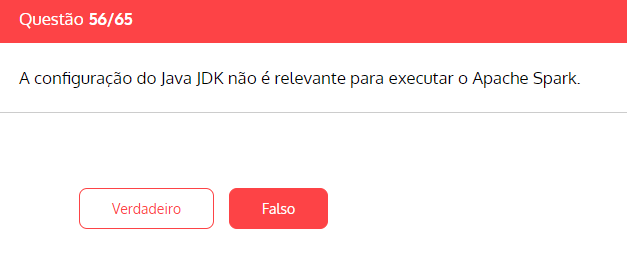 Questão 56/65
A configuração do Java JDK não é relevante para executar o Apache Spark.
Verdadeiro Falso